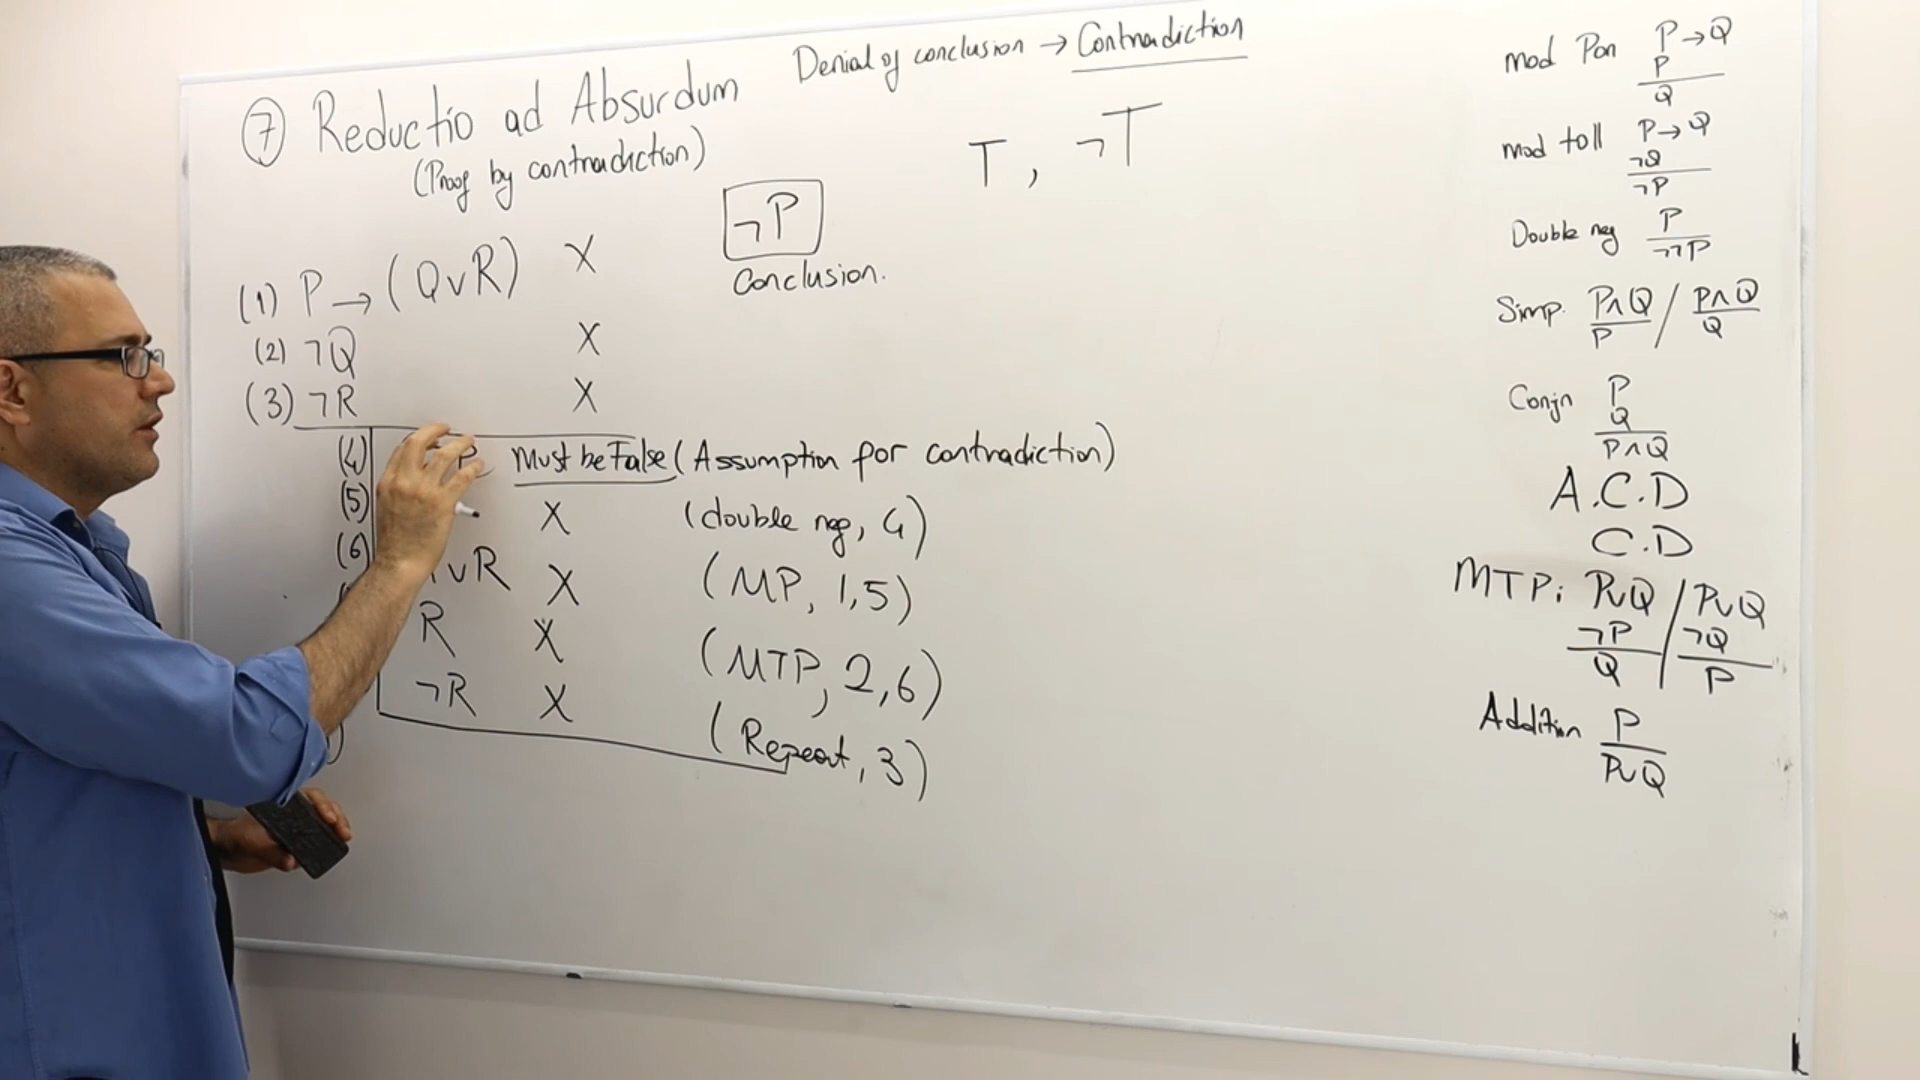 ⑦ Reductio ad Absurdum
(Proof by contradiction)
Denial of conclusion → Contradiction
T, ¬T
¬P
Conclusion.
(1) P → (Q∨R) X
(2) ¬Q X
(3) ¬R X
(4) P Must be False (Assumption for contradiction)
(5) X (double neg, 4)
(6) ∨R X (MP, 1,5)
R X (MTP, 2,6)
¬R X (Repeat, 3)
mod Pon P→Q
P
Q
mod toll P→Q
¬Q
¬P
Double neg P
¬¬P
Simp. P∧Q / P∧Q
P Q
Conjn P
Q
P∧Q
A.C.D
C.D
MTP: P∨Q / P∨Q
¬P ¬Q
Q P
Addition P
P∨Q